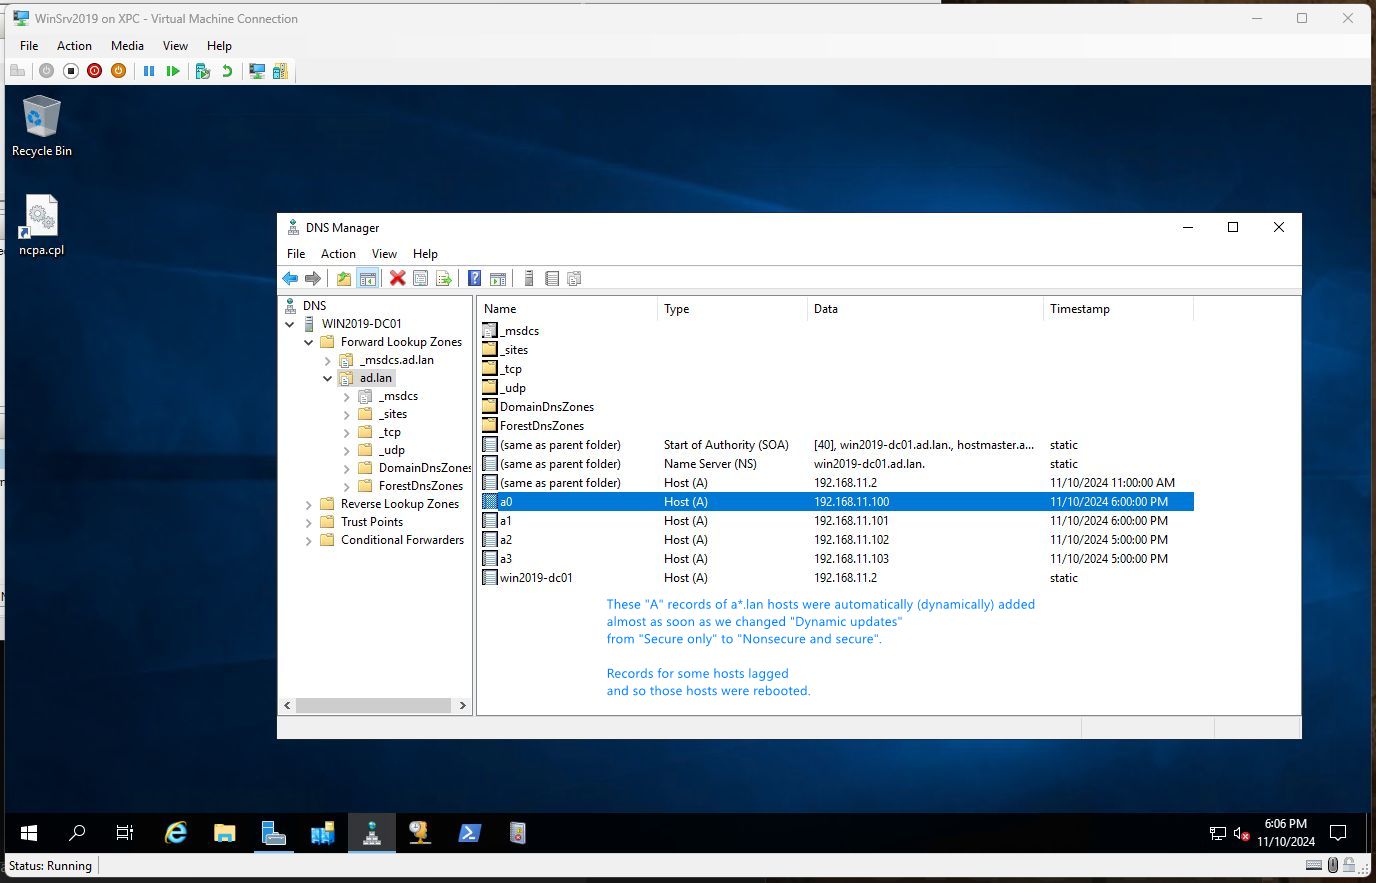 WinSrv2019 on XPC - Virtual Machine Connection
File Action Media View Help
Recycle Bin
ncpa.cpl
DNS Manager
File Action View Help
DNS
WIN2019-DC01
Forward Lookup Zones
_msdcs.ad.lan
ad.lan
_msdcs
_sites
_tcp
_udp
DomainDnsZones
ForestDnsZones
Reverse Lookup Zones
Trust Points
Conditional Forwarders
Name Type Data Timestamp
_msdcs
_sites
_tcp
_udp
DomainDnsZones
ForestDnsZones
(same as parent folder) Start of Authority (SOA) [40], win2019-dc01.ad.lan., hostmaster.a... static
(same as parent folder) Name Server (NS) win2019-dc01.ad.lan. static
(same as parent folder) Host (A) 192.168.11.2 11/10/2024 11:00:00 AM
a0 Host (A) 192.168.11.100 11/10/2024 6:00:00 PM
a1 Host (A) 192.168.11.101 11/10/2024 6:00:00 PM
a2 Host (A) 192.168.11.102 11/10/2024 5:00:00 PM
a3 Host (A) 192.168.11.103 11/10/2024 5:00:00 PM
win2019-dc01 Host (A) 192.168.11.2 static
These "A" records of a*.lan hosts were automatically (dynamically) added
almost as soon as we changed "Dynamic updates"
from "Secure only" to "Nonsecure and secure".
Records for some hosts lagged
and so those hosts were rebooted.
6:06 PM
11/10/2024
Status: Running